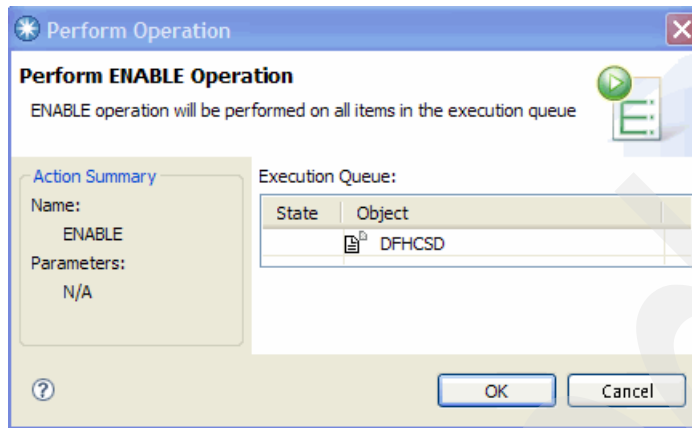 Perform Operation
Perform ENABLE Operation
ENABLE operation will be performed on all items in the execution queue
Action Summary
Name:
ENABLE
Parameters:
N/A
Execution Queue:
State Object
DFHCSD
OK Cancel